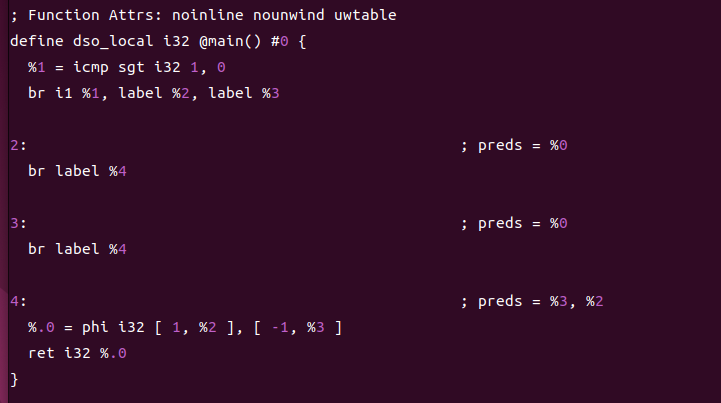 ; Function Attrs: noinline nounwind uwtable
define dso_local i32 @main() #0 {
  %1 = icmp sgt i32 1, 0
  br i1 %1, label %2, label %3

2:                                                ; preds = %0
  br label %4

3:                                                ; preds = %0
  br label %4

4:                                                ; preds = %3, %2
  %.0 = phi i32 [ 1, %2 ], [ -1, %3 ]
  ret i32 %.0
}